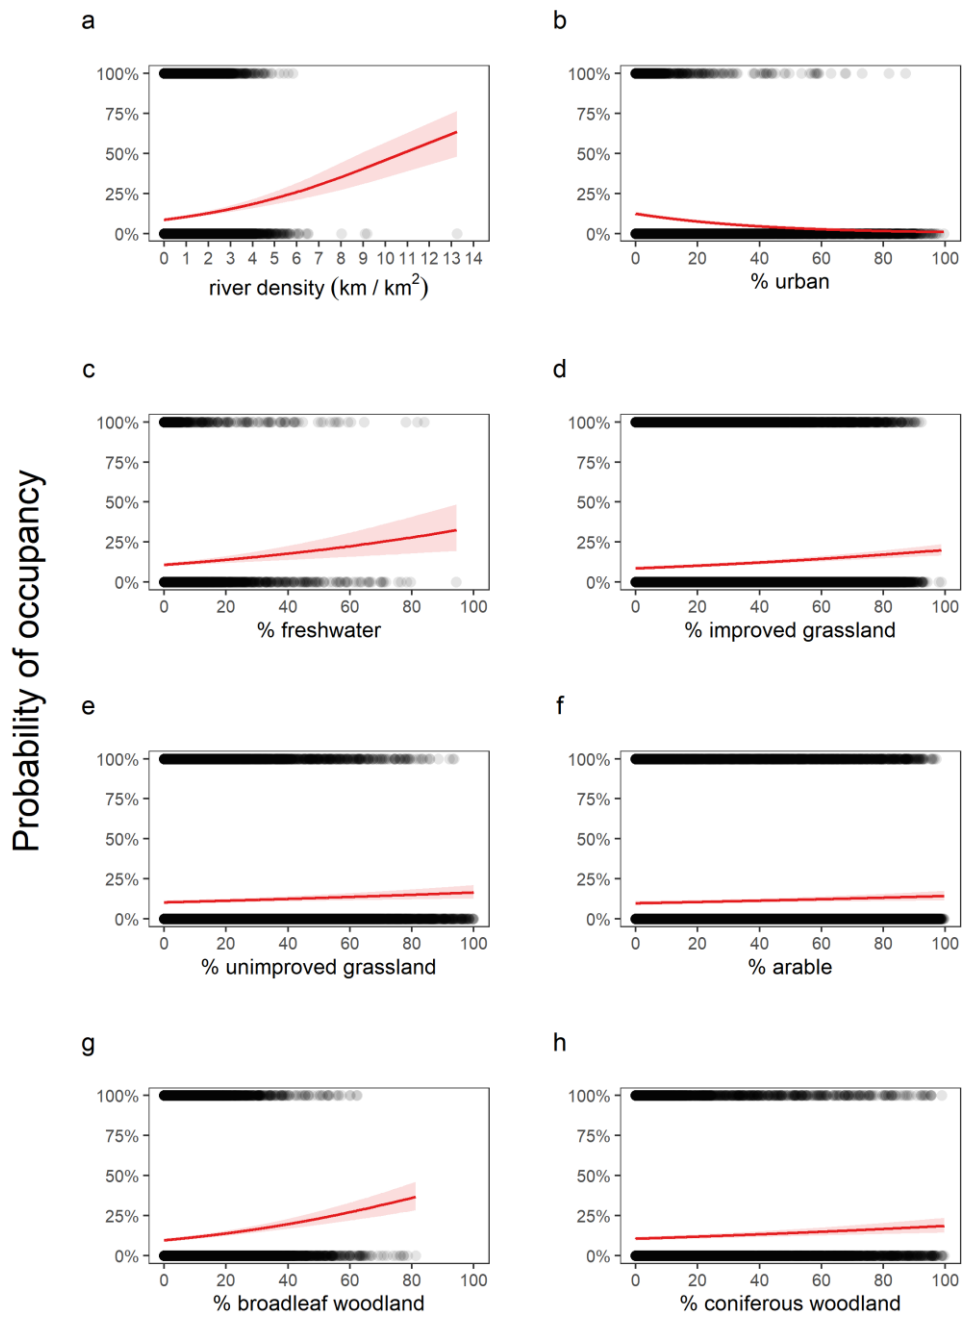 a
100%
75%
50%
25%
0%
0 1 2 3 4 5 6 7 8 9 10 11 12 13 14
river density (km / km²)
b
100%
75%
50%
25%
0%
0 20 40 60 80 100
% urban
c
100%
75%
50%
25%
0%
0 20 40 60 80 100
% freshwater
d
100%
75%
50%
25%
0%
0 20 40 60 80 100
% improved grassland
Probability of occupancy
e
100%
75%
50%
25%
0%
0 20 40 60 80 100
% unimproved grassland
f
100%
75%
50%
25%
0%
0 20 40 60 80 100
% arable
g
100%
75%
50%
25%
0%
0 20 40 60 80 100
% broadleaf woodland
h
100%
75%
50%
25%
0%
0 20 40 60 80 100
% coniferous woodland